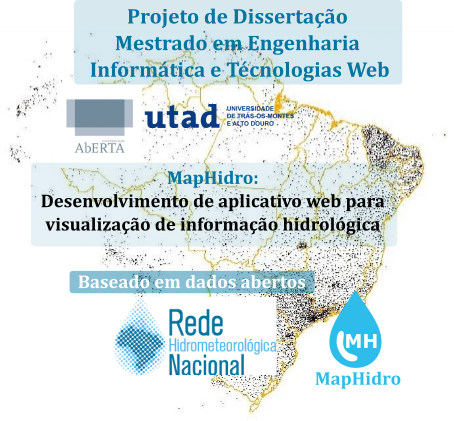 Projeto de Dissertação
Mestrado em Engenharia
Informática e Técnologias Web
AbERTA
utad
UNIVERSIDADE
DE TRÁS-OS-MONTES
E ALTO DOURO
MapHidro:
Desenvolvimento de aplicativo web para
visualização de informação hidrológica
Baseado em dados abertos
Rede
Hidrometeorológica
Nacional
MH
MapHidro